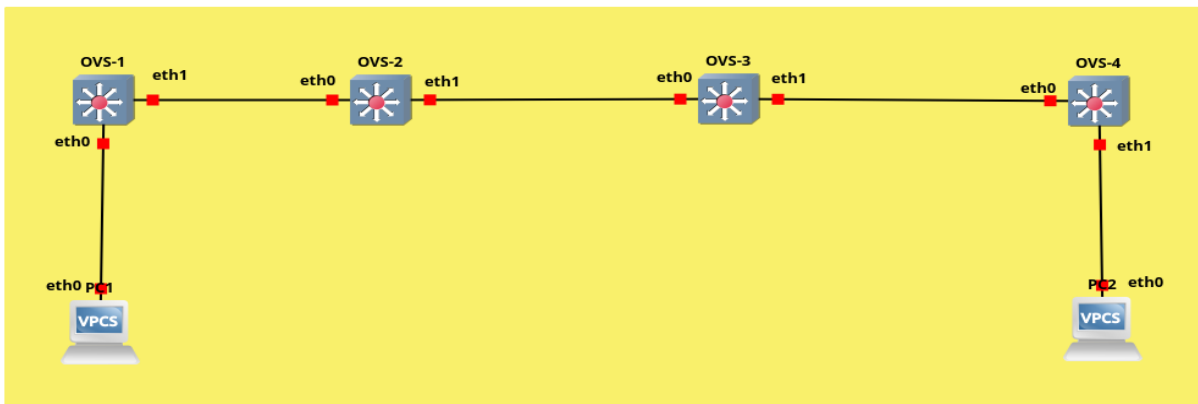 OVS-1
eth1
eth0
OVS-2
eth1
eth0
OVS-3
eth1
eth0
OVS-4
eth0
eth1
eth0 PC1
VPCS
PC2 eth0
VPCS